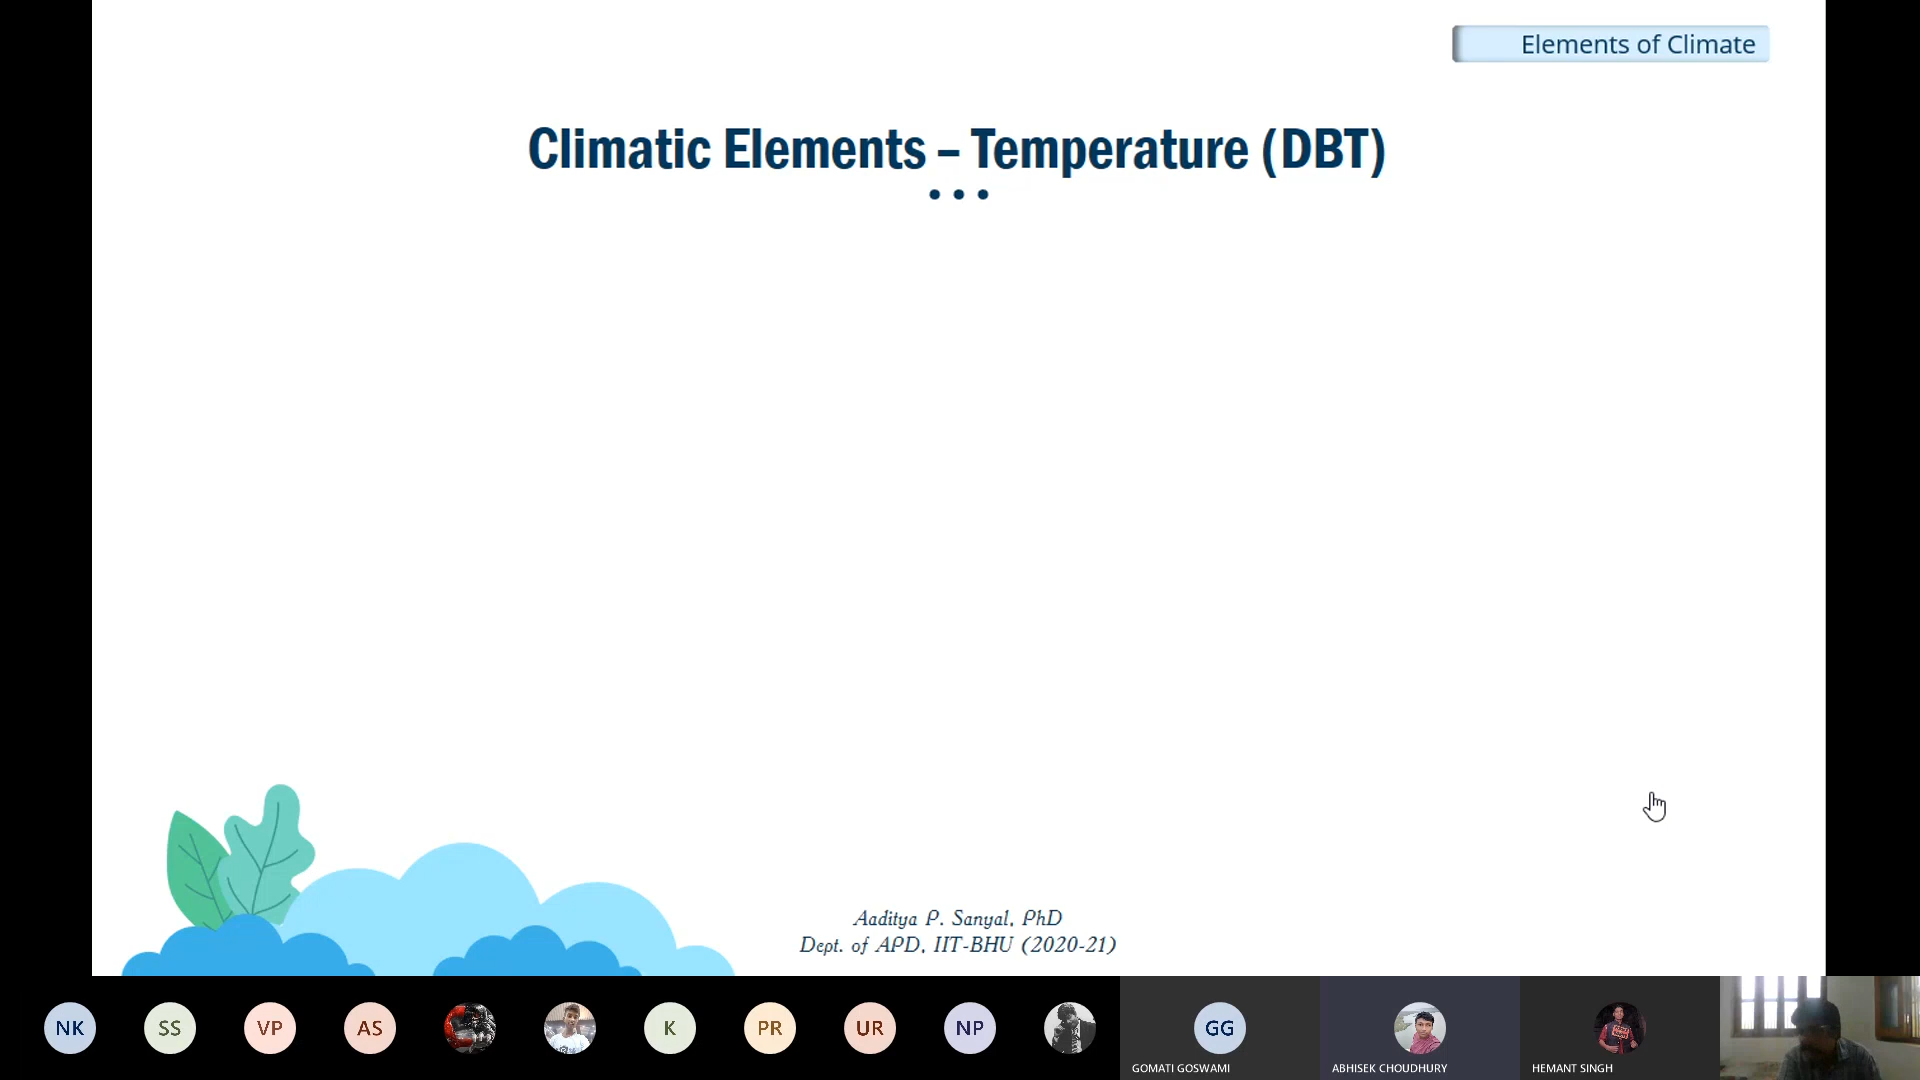 Elements of Climate
Climatic Elements – Temperature (DBT)
Aaditya P. Sanyal, PhD
Dept. of APD, IIT-BHU (2020-21)
NK
SS
VP
AS
K
PR
UR
NP
GG
GOMATI GOSWAMI
ABHISEK CHOUDHURY
HEMANT SINGH